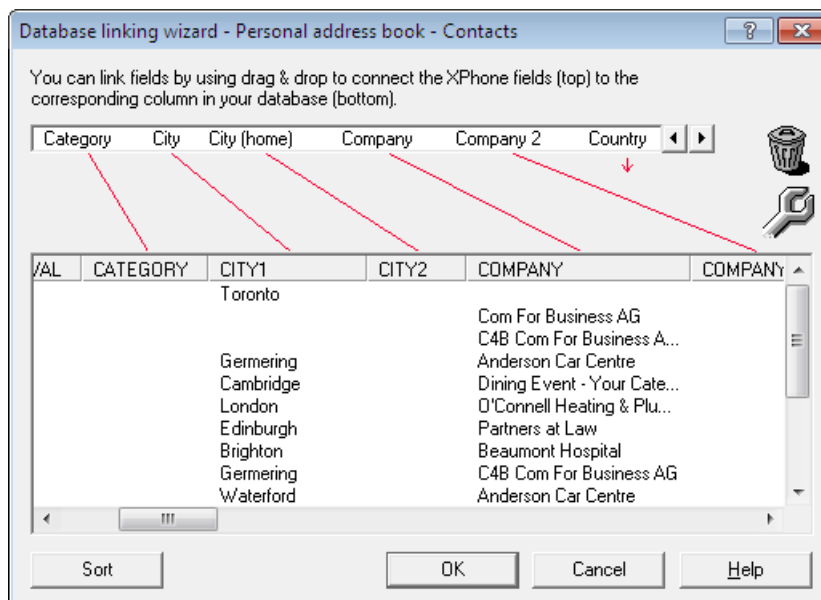 Database linking wizard - Personal address book - Contacts
You can link fields by using drag & drop to connect the XPhone fields (top) to the
corresponding column in your database (bottom).
Category City City (home) Company Company 2 Country
/AL CATEGORY CITY1 CITY2 COMPANY COMPANY
Toronto
Com For Business AG
C4B Com For Business A...
Germering Anderson Car Centre
Cambridge Dining Event - Your Cate...
London O'Connell Heating & Plu...
Edinburgh Partners at Law
Brighton Beaumont Hospital
Germering C4B Com For Business AG
Waterford Anderson Car Centre
Sort OK Cancel Help